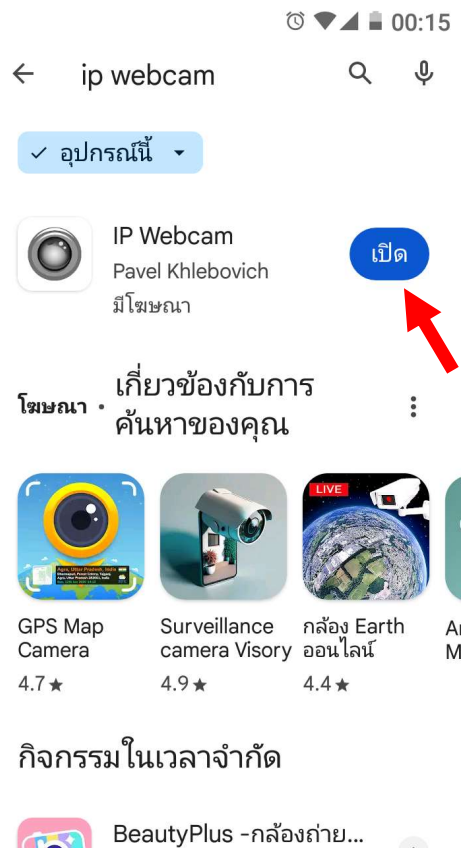 00:15
ip webcam
อุปกรณ์นี้
IP Webcam
Pavel Khlebovich
มีโฆษณา
เปิด
โฆษณา • เกี่ยวข้องกับการ
ค้นหาของคุณ
LIVE
GPS Map
Camera
4.7★
Surveillance
camera Visory
4.9★
กล้อง Earth
ออนไลน์
4.4★
กิจกรรมในเวลาจำกัด
BeautyPlus -กล้องถ่าย...